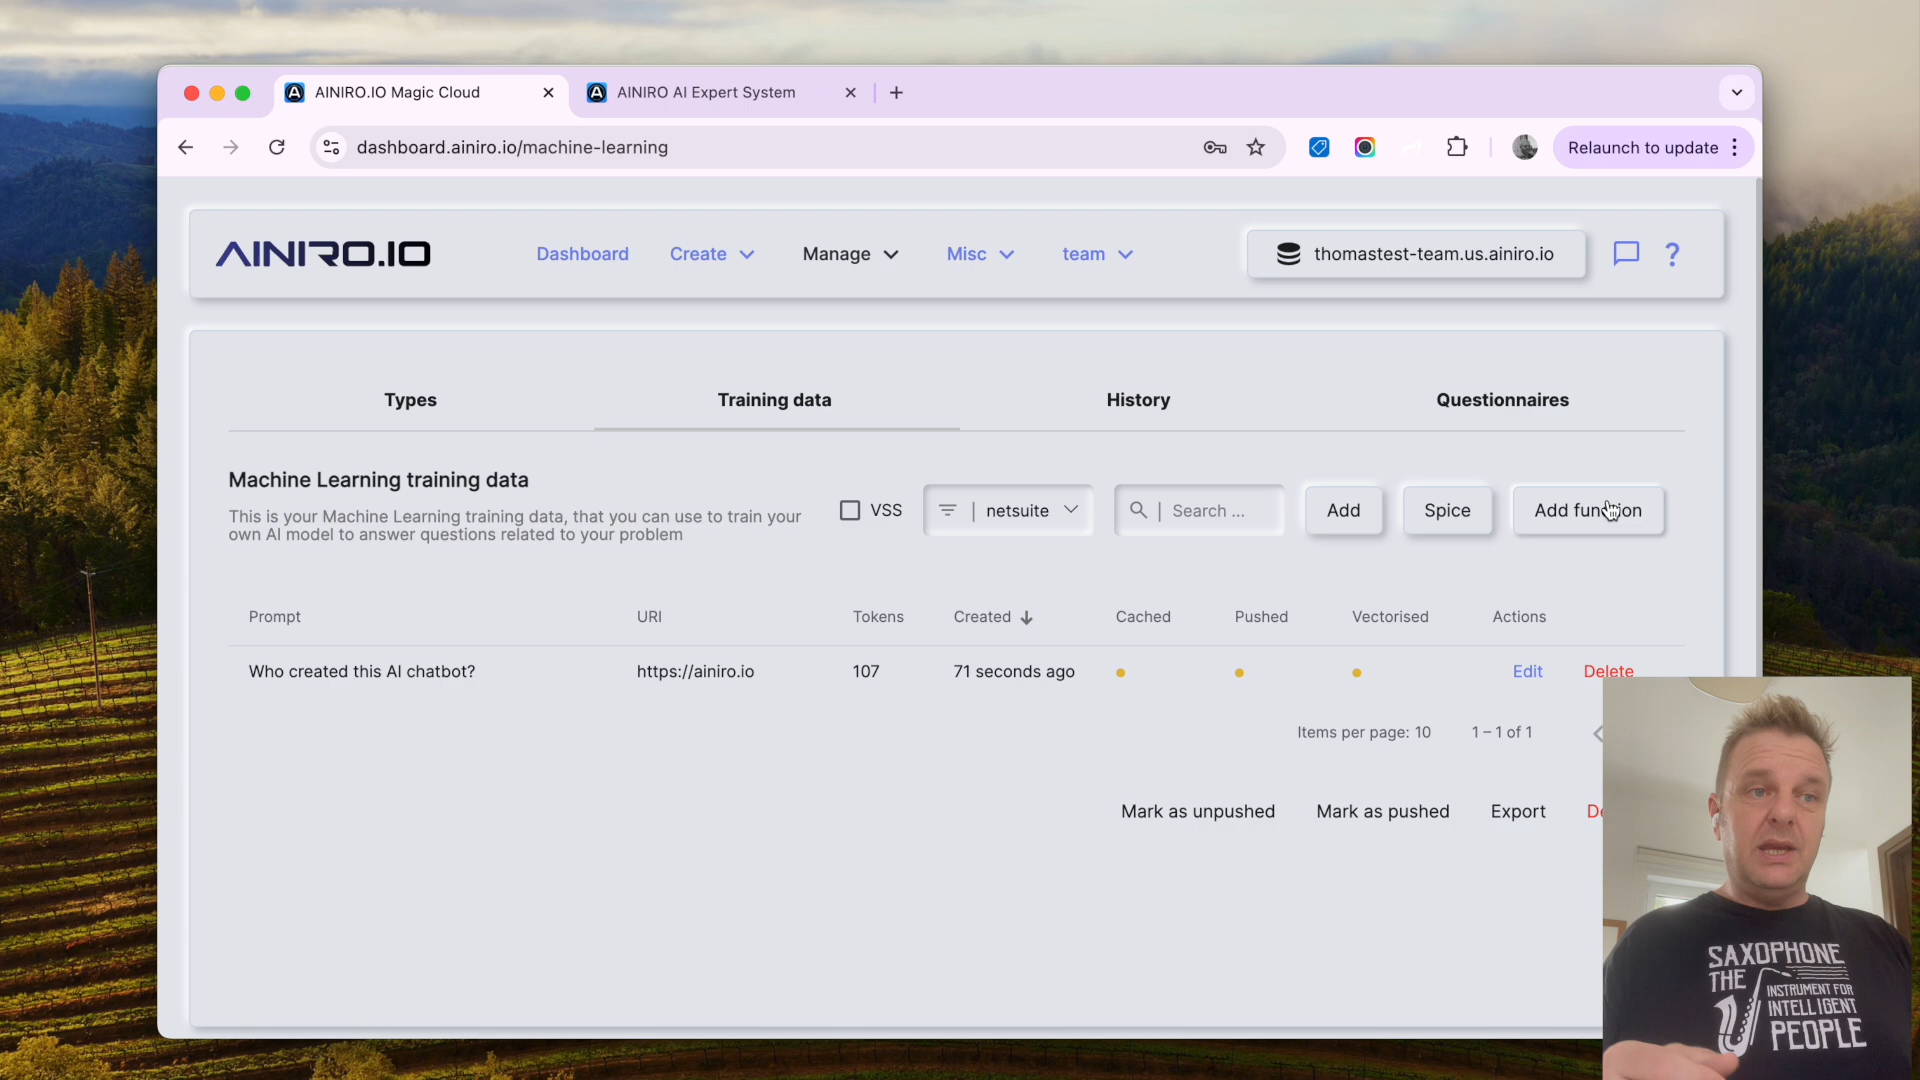 AINIRO.IO Magic Cloud
AINIRO AI Expert System
dashboard.ainiro.io/machine-learning
Relaunch to update
AINIRO.IO
Dashboard
Create
Manage
Misc
team
thomastest-team.us.ainiro.io
?
Types
Training data
History
Questionnaires
Machine Learning training data
This is your Machine Learning training data, that you can use to train your
own AI model to answer questions related to your problem
VSS
netsuite
Search ...
Add
Spice
Add function
Prompt URI Tokens Created Cached Pushed Vectorised Actions
Who created this AI chatbot? https://ainiro.io 107 71 seconds ago Edit Delete
Items per page: 10 1 – 1 of 1
Mark as unpushed Mark as pushed Export
SAXOPHONE
THE
INSTRUMENT FOR
INTELLIGENT
PEOPLE